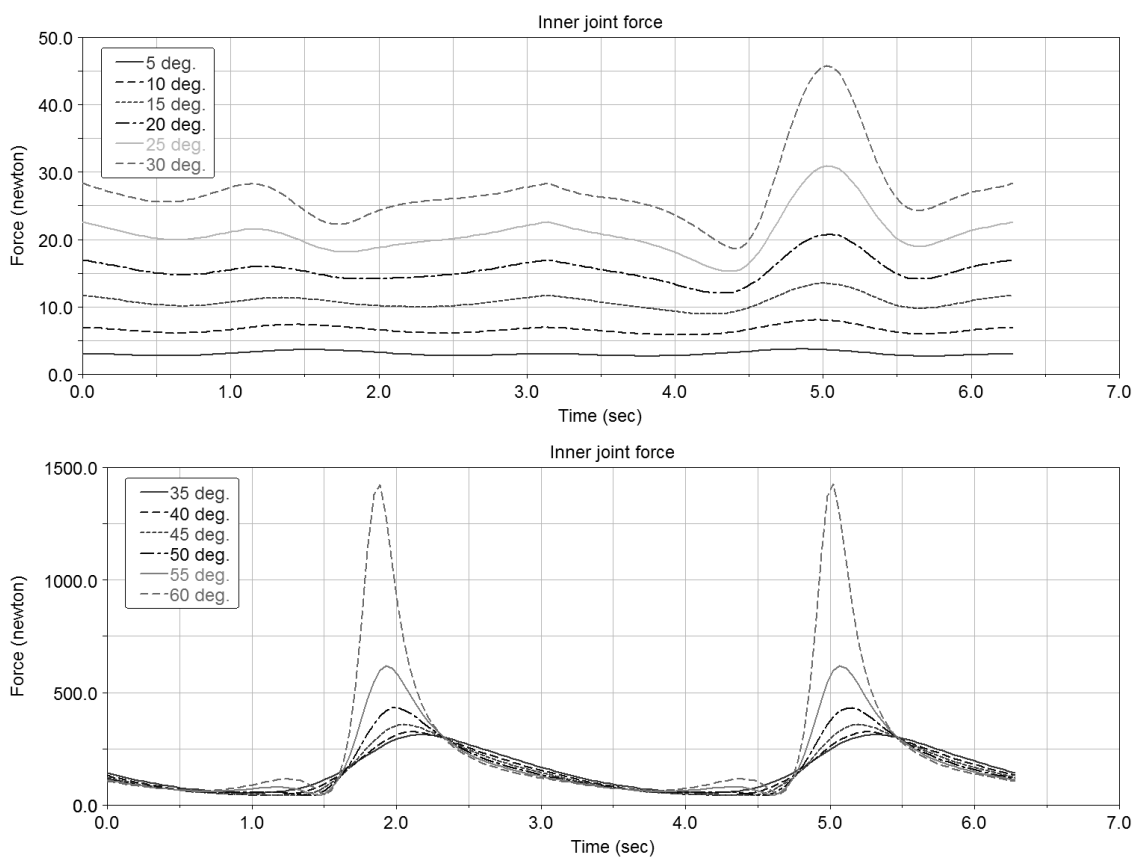 Inner joint force
50.0
40.0
30.0
20.0
10.0
0.0
Force (newton)
5 deg.
10 deg.
15 deg.
20 deg.
25 deg.
30 deg.
0.0 1.0 2.0 3.0 4.0 5.0 6.0 7.0
Time (sec)
Inner joint force
1500.0
1000.0
500.0
0.0
Force (newton)
35 deg.
40 deg.
45 deg.
50 deg.
55 deg.
60 deg.
0.0 1.0 2.0 3.0 4.0 5.0 6.0 7.0
Time (sec)